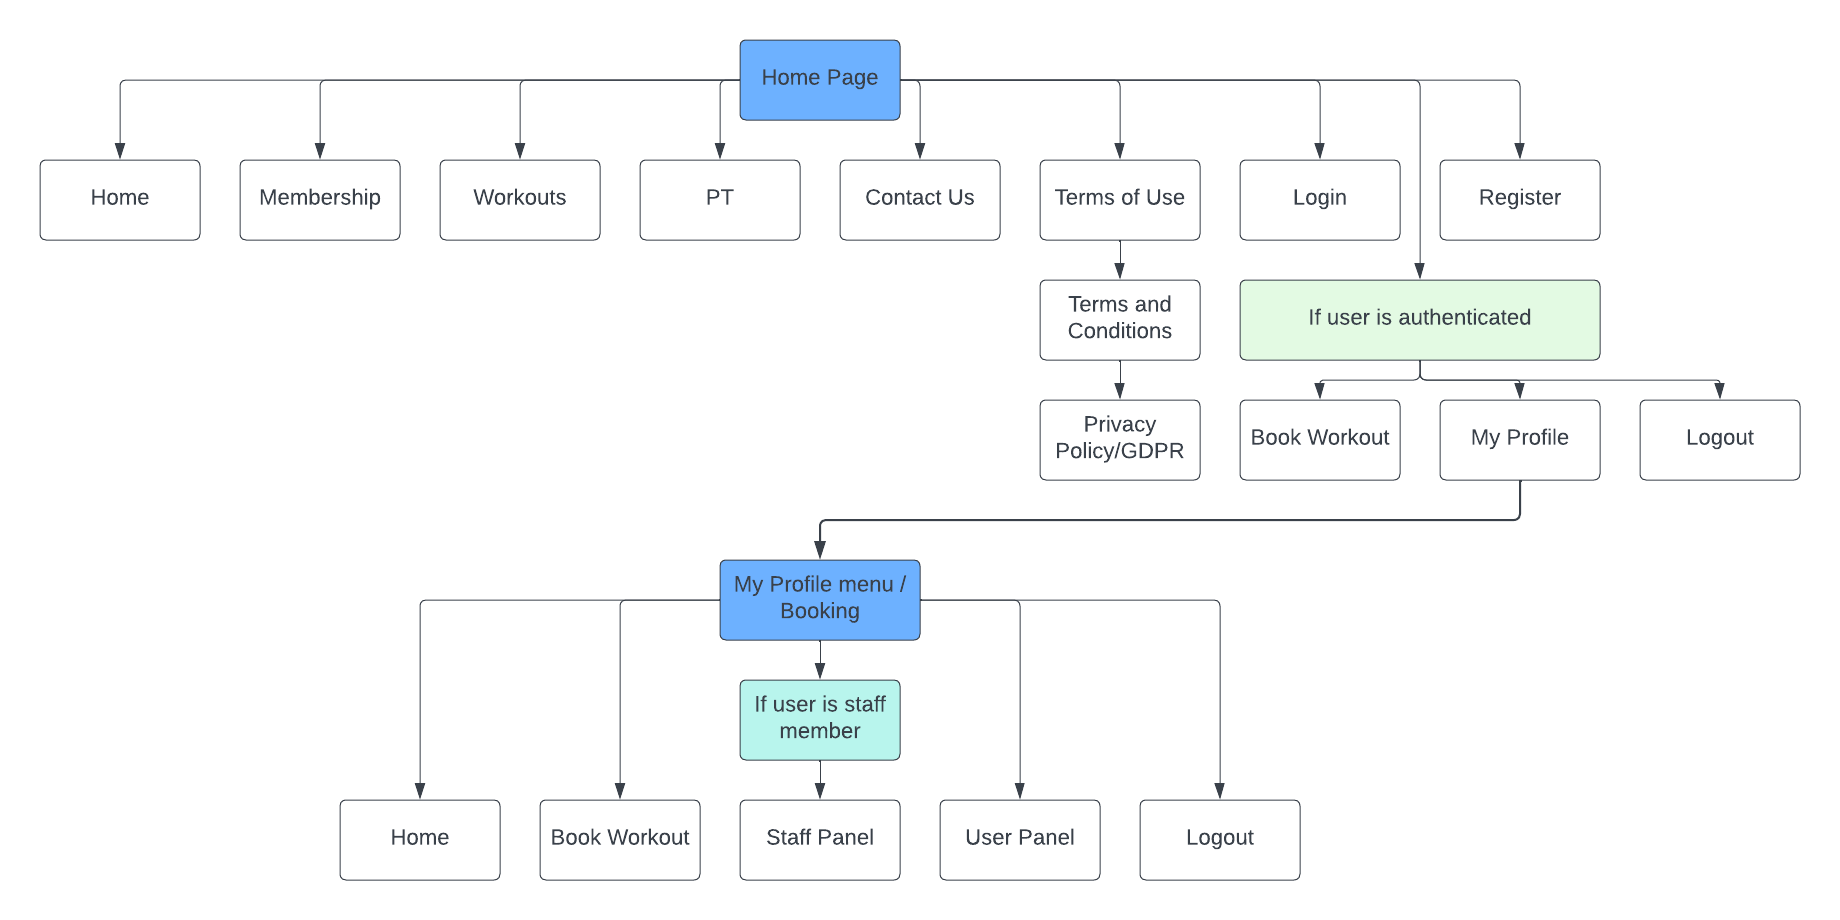 Home Page
Home
Membership
Workouts
PT
Contact Us
Terms of Use
Login
Register
Terms and
Conditions
If user is authenticated
Privacy
Policy/GDPR
Book Workout
My Profile
Logout
My Profile menu /
Booking
If user is staff
member
Home
Book Workout
Staff Panel
User Panel
Logout